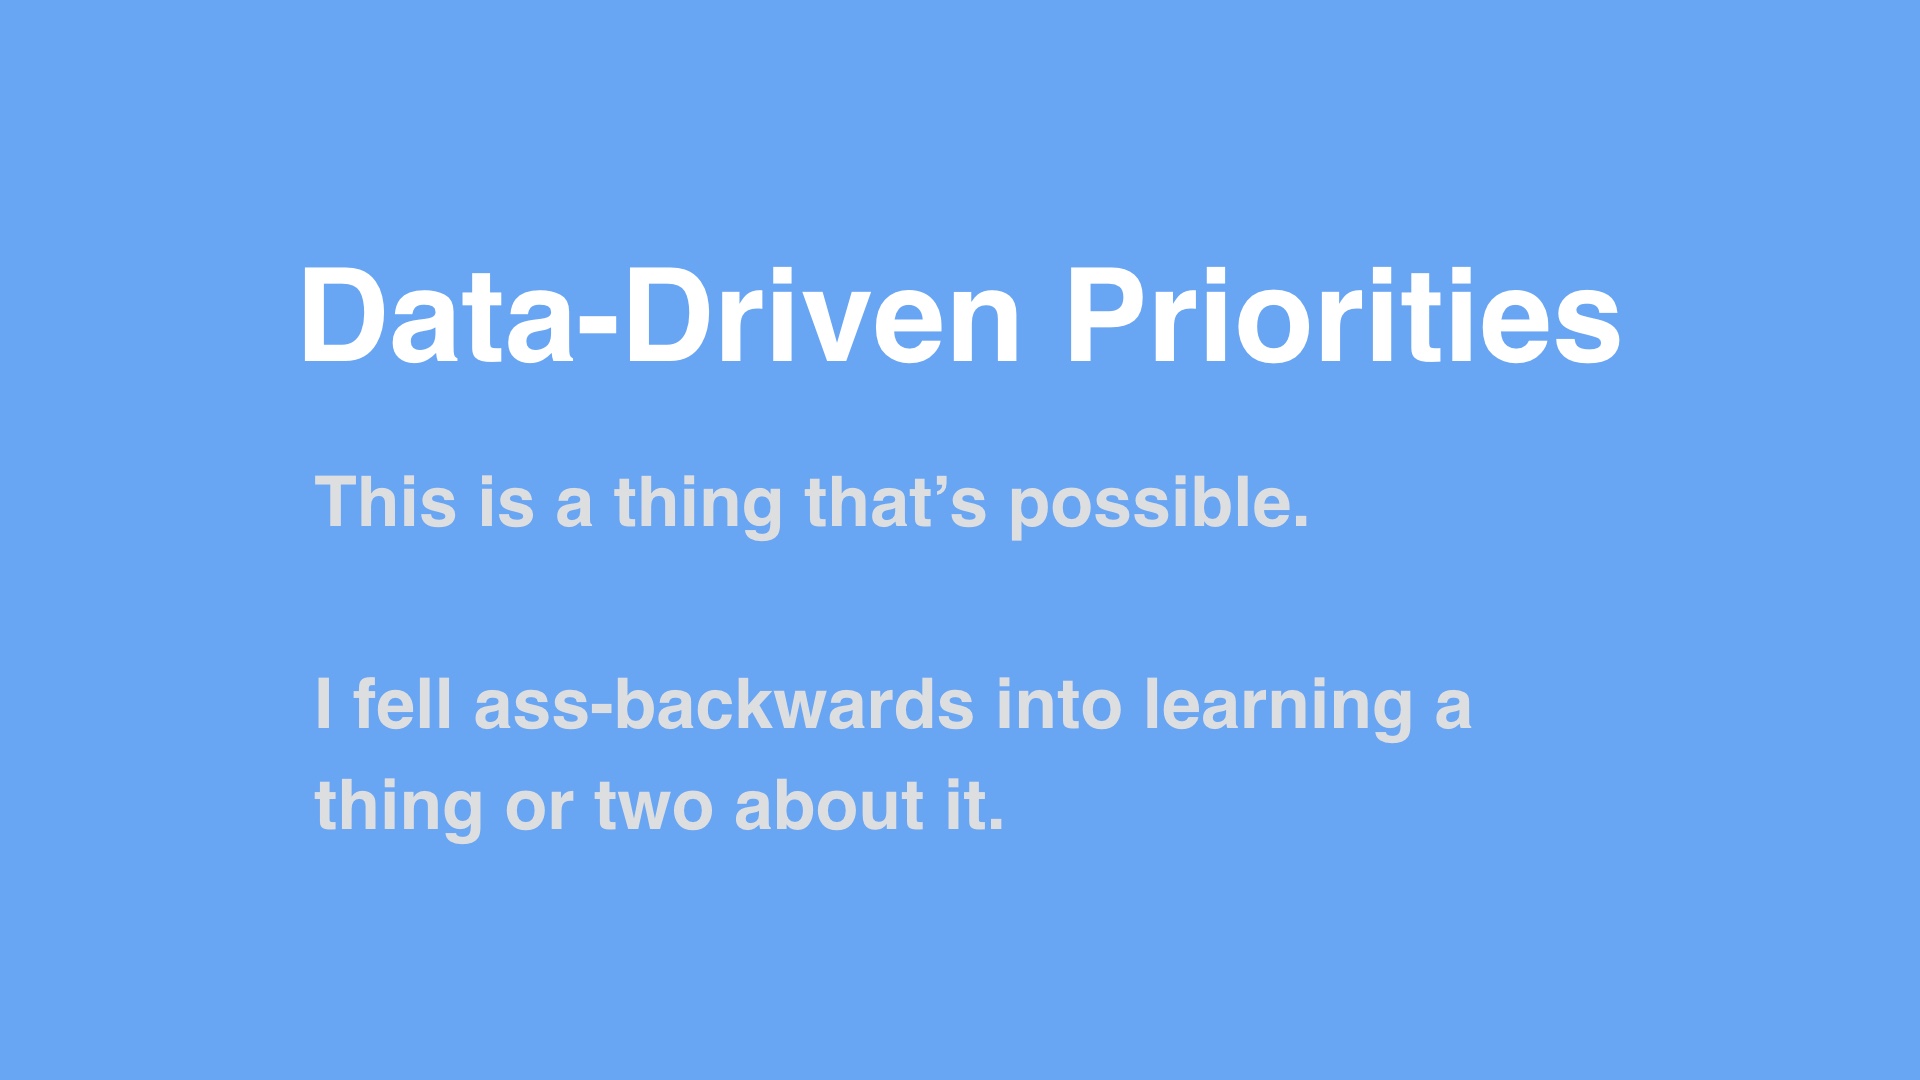 Data-Driven Priorities
This is a thing that’s possible.
I fell ass-backwards into learning a
thing or two about it.